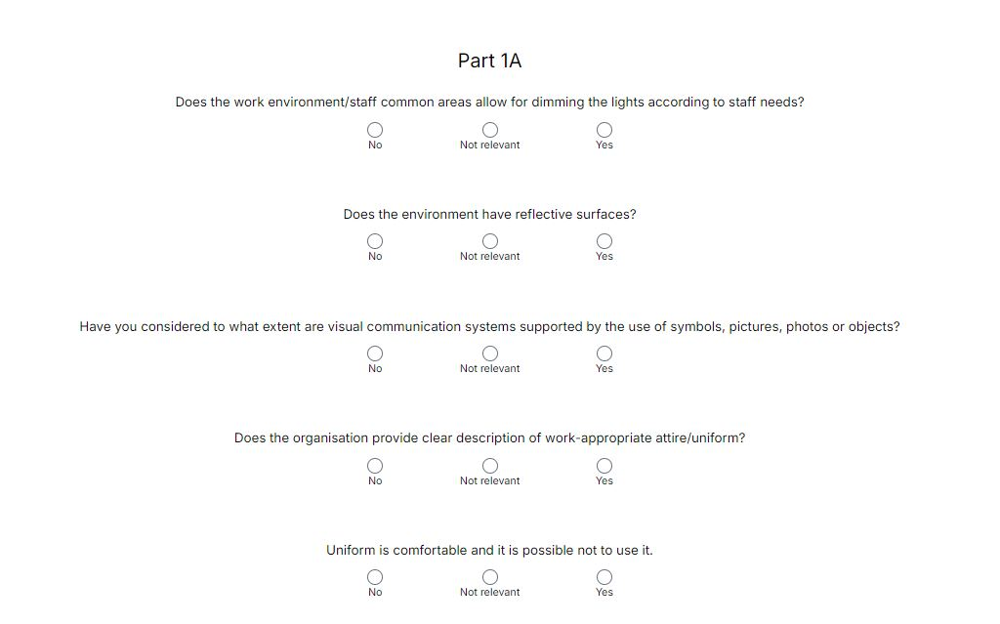 Part 1A
Does the work environment/staff common areas allow for dimming the lights according to staff needs?
No Not relevant Yes
Does the environment have reflective surfaces?
No Not relevant Yes
Have you considered to what extent are visual communication systems supported by the use of symbols, pictures, photos or objects?
No Not relevant Yes
Does the organisation provide clear description of work-appropriate attire/uniform?
No Not relevant Yes
Uniform is comfortable and it is possible not to use it.
No Not relevant Yes